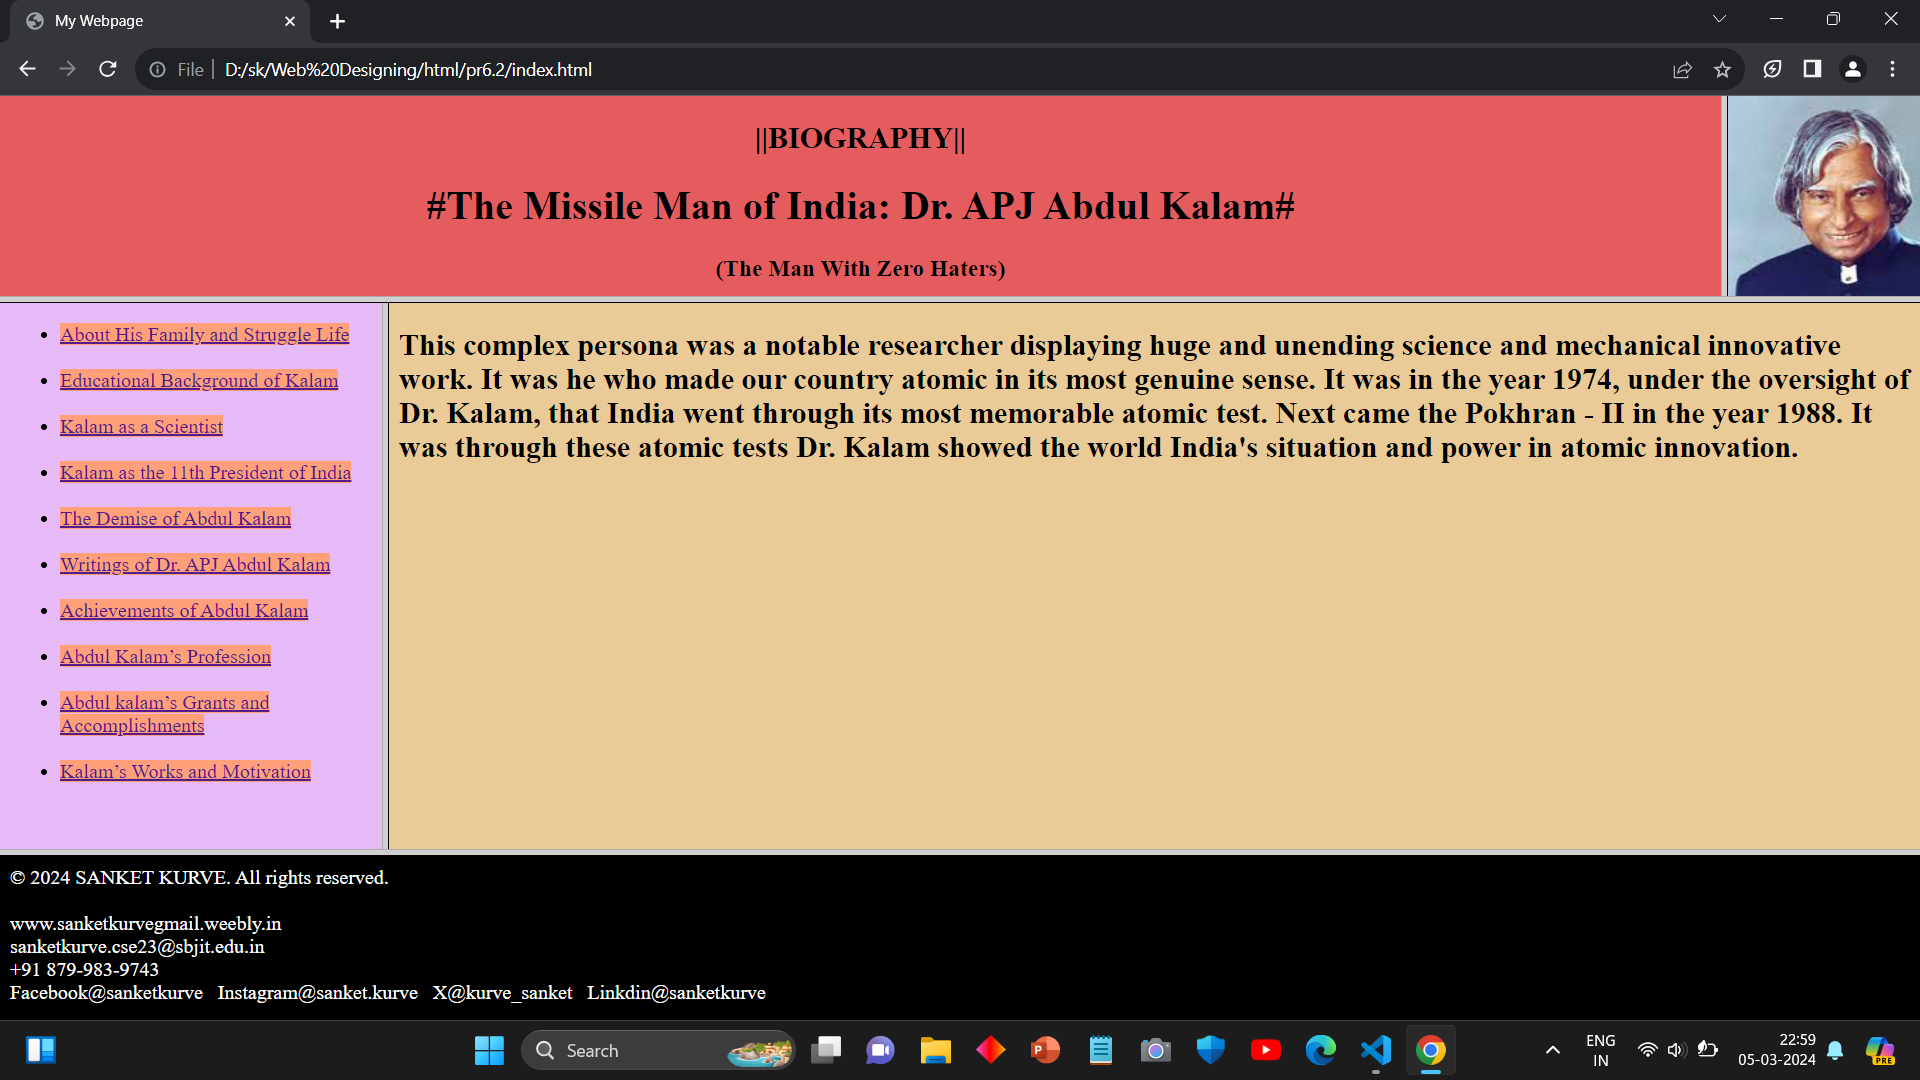 My Webpage
File
D:/sk/Web%20Designing/html/pr6.2/index.html
||BIOGRAPHY||
#The Missile Man of India: Dr. APJ Abdul Kalam#
(The Man With Zero Haters)
About His Family and Struggle Life
Educational Background of Kalam
Kalam as a Scientist
Kalam as the 11th President of India
The Demise of Abdul Kalam
Writings of Dr. APJ Abdul Kalam
Achievements of Abdul Kalam
Abdul Kalam’s Profession
Abdul kalam’s Grants and
Accomplishments
Kalam’s Works and Motivation
This complex persona was a notable researcher displaying huge and unending science and mechanical innovative
work. It was he who made our country atomic in its most genuine sense. It was in the year 1974, under the oversight of
Dr. Kalam, that India went through its most memorable atomic test. Next came the Pokhran - II in the year 1988. It
was through these atomic tests Dr. Kalam showed the world India's situation and power in atomic innovation.
© 2024 SANKET KURVE. All rights reserved.
www.sanketkurvegmail.weebly.in
sanketkurve.cse23@sbjit.edu.in
+91 879-983-9743
Facebook@sanketkurve Instagram@sanket.kurve X@kurve_sanket Linkdin@sanketkurve
Search
P
ENG
IN
22:59
05-03-2024
PRE